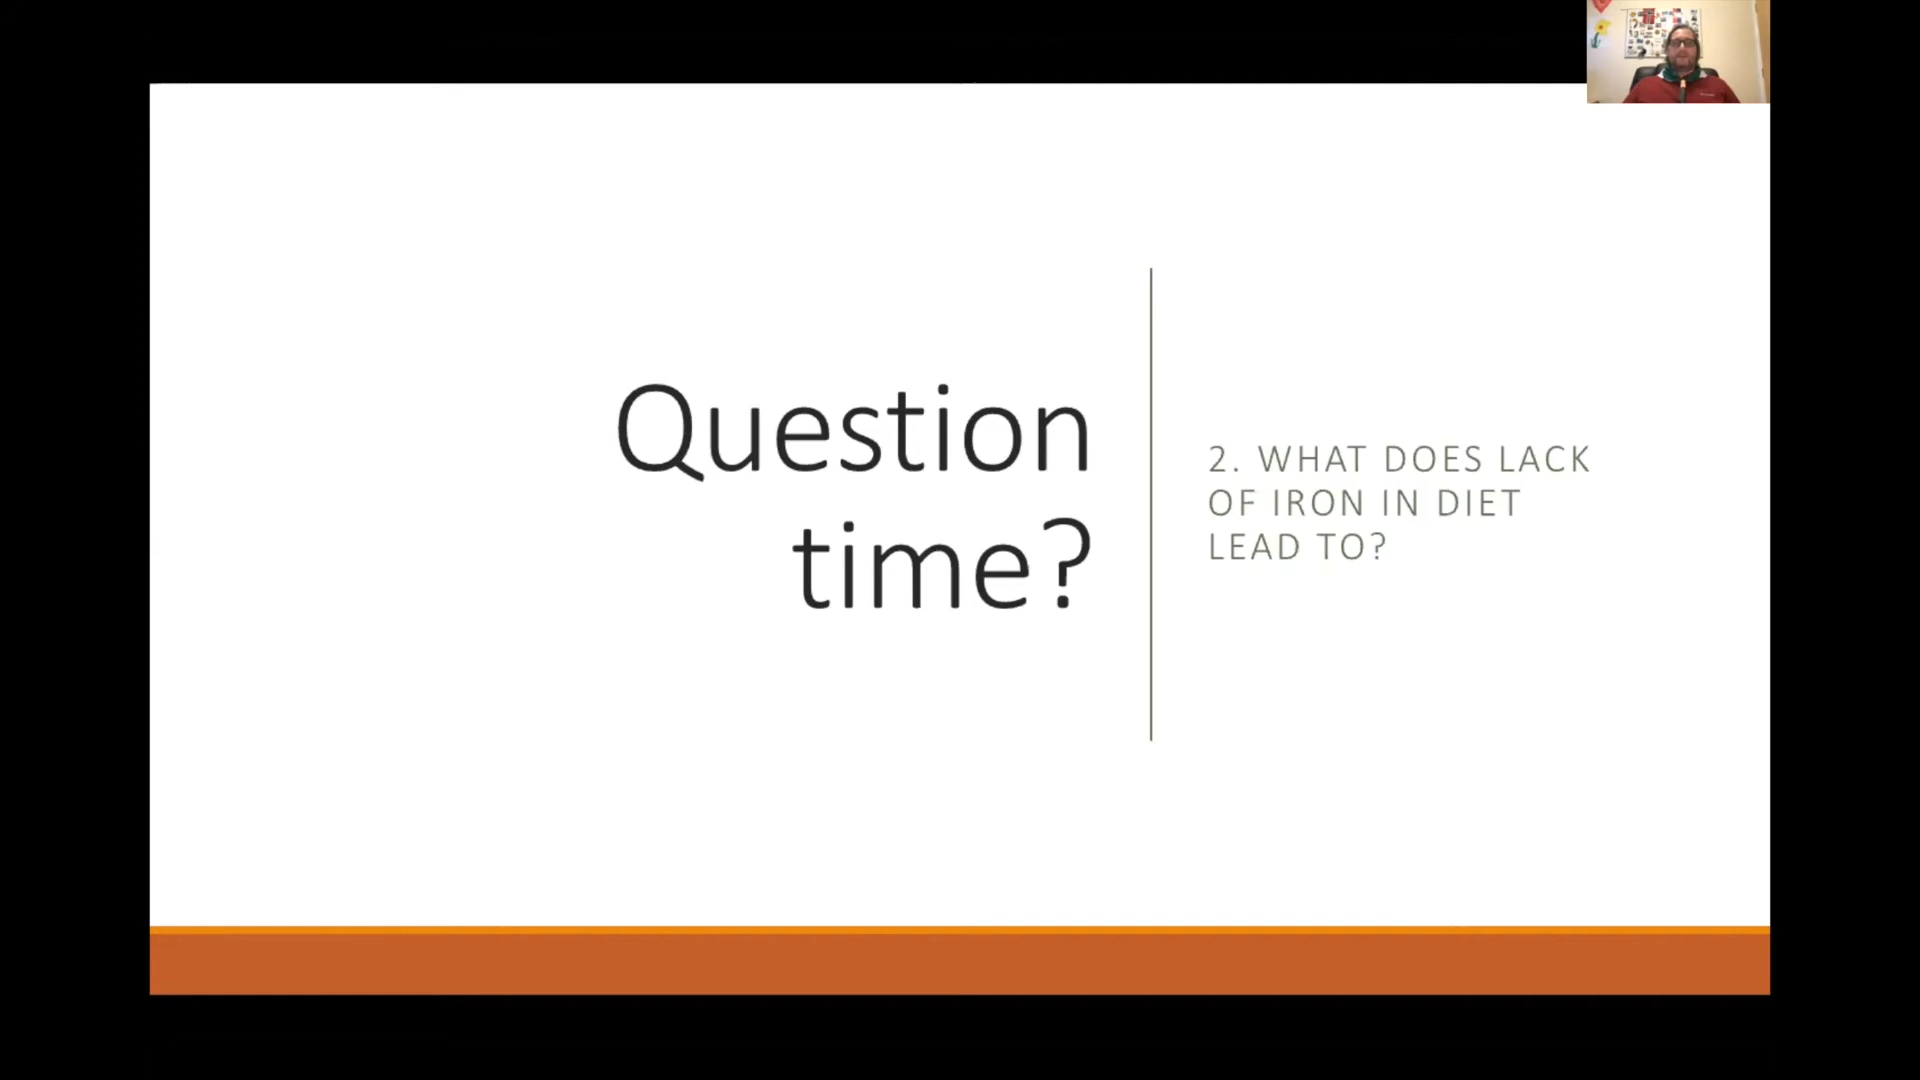 Question
time?
2. WHAT DOES LACK
OF IRON IN DIET
LEAD TO?